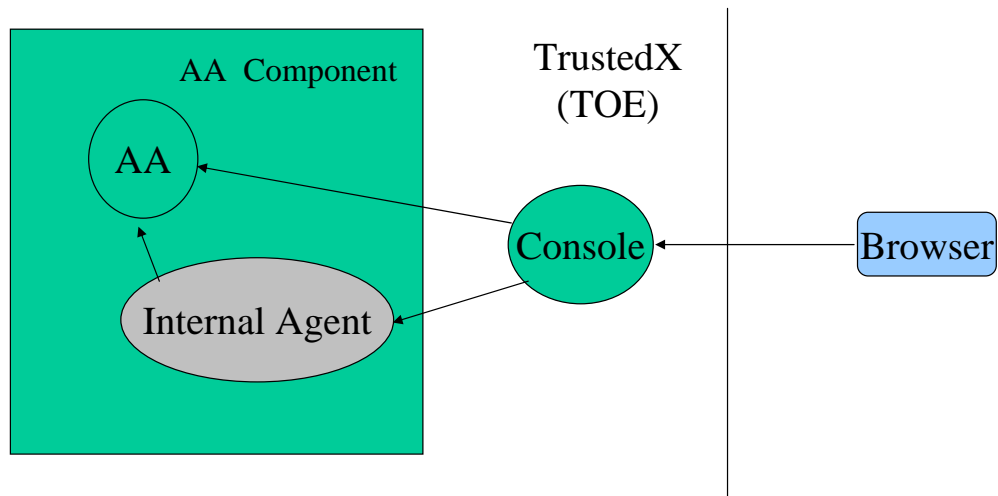 AA Component
TrustedX
(TOE)
AA
Console
Browser
Internal Agent